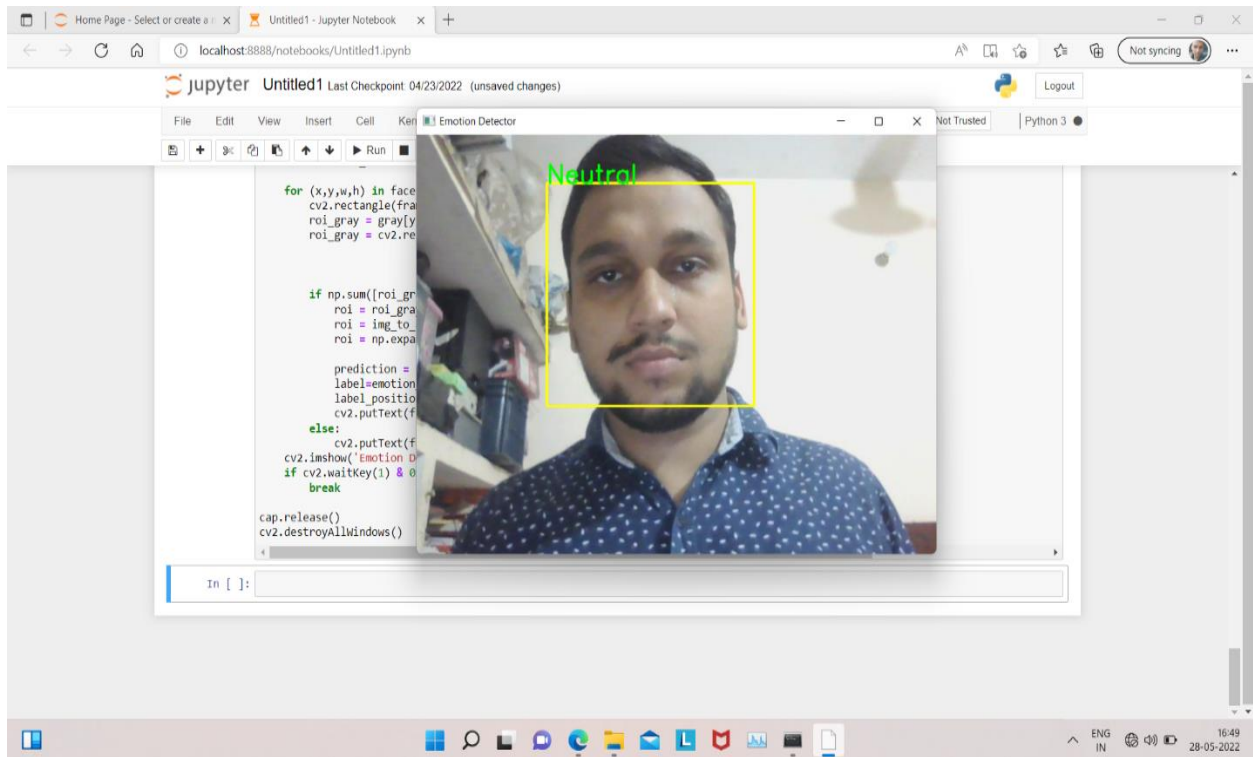 Home Page - Select or create a n
Untitled1 - Jupyter Notebook
localhost:8888/notebooks/Untitled1.ipynb
Not syncing
jupyter Untitled1 Last Checkpoint: 04/23/2022 (unsaved changes)
Logout
File Edit View Insert Cell Ker
Not Trusted
Python 3
Run
Emotion Detector
Neutral
for (x,y,w,h) in face
cv2.rectangle(fra
roi_gray = gray[y
roi_gray = cv2.re
if np.sum([roi_gr
roi = roi_gra
roi = img_to_
roi = np.expa
prediction =
label=emotion_
label_positio
cv2.putText(f
else:
cv2.putText(f
cv2.imshow('Emotion D
if cv2.waitKey(1) & 0
break
cap.release()
cv2.destroyAllWindows()
In [ ]:
ENG
IN
16:49
28-05-2022